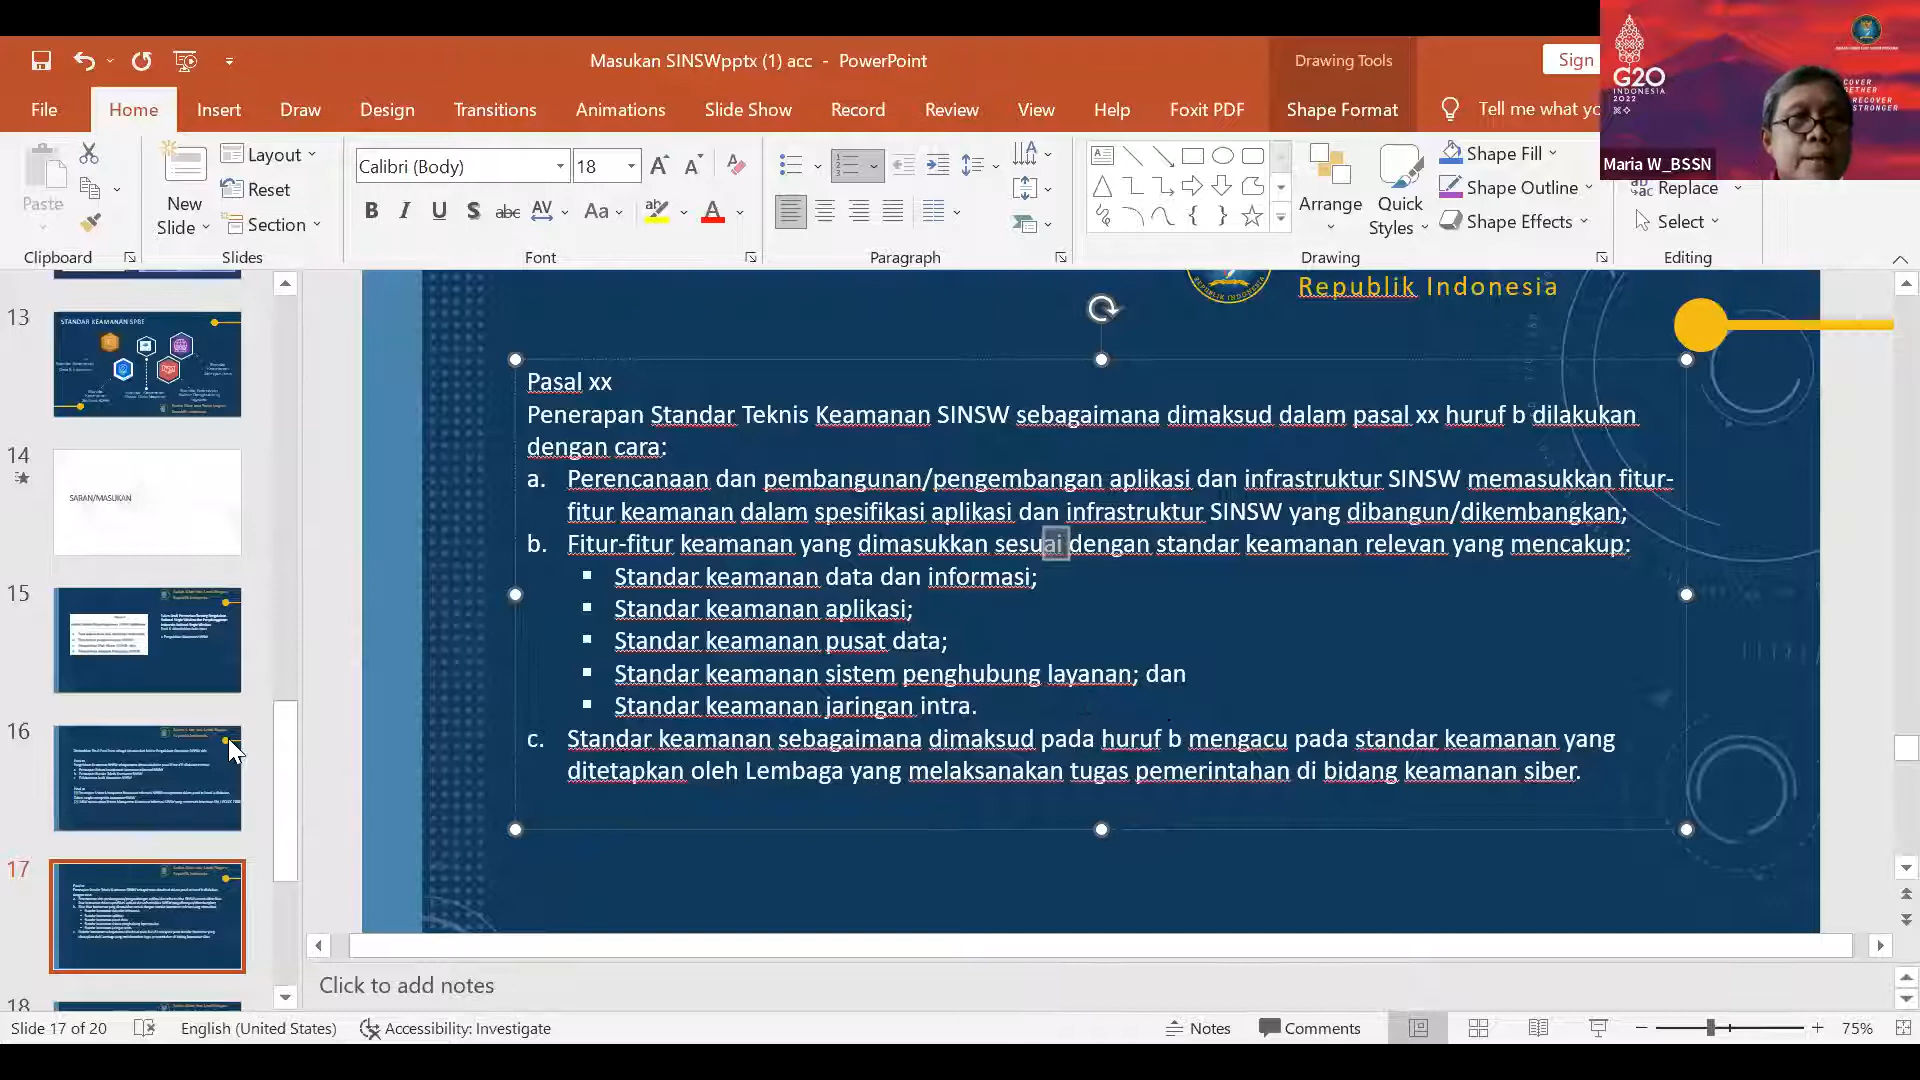 Masukan SINSWpptx (1) acc - PowerPoint
Drawing Tools
Sign
File Home Insert Draw Design Transitions Animations Slide Show Record Review View Help Foxit PDF Shape Format Tell me what yo
G20
INDONESIA
2022
RECOVER
STRONGER
Maria W_BSSN
Paste
New
Slide
Layout
Reset
Section
Calibri (Body)
18
Arrange
Quick
Styles
Shape Fill
Shape Outline
Shape Effects
Replace
Select
Clipboard Slides Font Paragraph Drawing Editing
13
STANDAR KEAMANAN SPBE
14
SARAN/MASUKAN
15
16
17
18
REPUBLIK INDONESIA
Republik Indonesia
Pasal xx
Penerapan Standar Teknis Keamanan SINSW sebagaimana dimaksud dalam pasal xx huruf b dilakukan
dengan cara:
a. Perencanaan dan pembangunan/pengembangan aplikasi dan infrastruktur SINSW memasukkan fitur-
fitur keamanan dalam spesifikasi aplikasi dan infrastruktur SINSW yang dibangun/dikembangkan;
b. Fitur-fitur keamanan yang dimasukkan sesuai dengan standar keamanan relevan yang mencakup:
▪ Standar keamanan data dan informasi;
▪ Standar keamanan aplikasi;
▪ Standar keamanan pusat data;
▪ Standar keamanan sistem penghubung layanan; dan
▪ Standar keamanan jaringan intra.
c. Standar keamanan sebagaimana dimaksud pada huruf b mengacu pada standar keamanan yang
ditetapkan oleh Lembaga yang melaksanakan tugas pemerintahan di bidang keamanan siber.
Click to add notes
Slide 17 of 20 English (United States) Accessibility: Investigate Notes Comments 75%